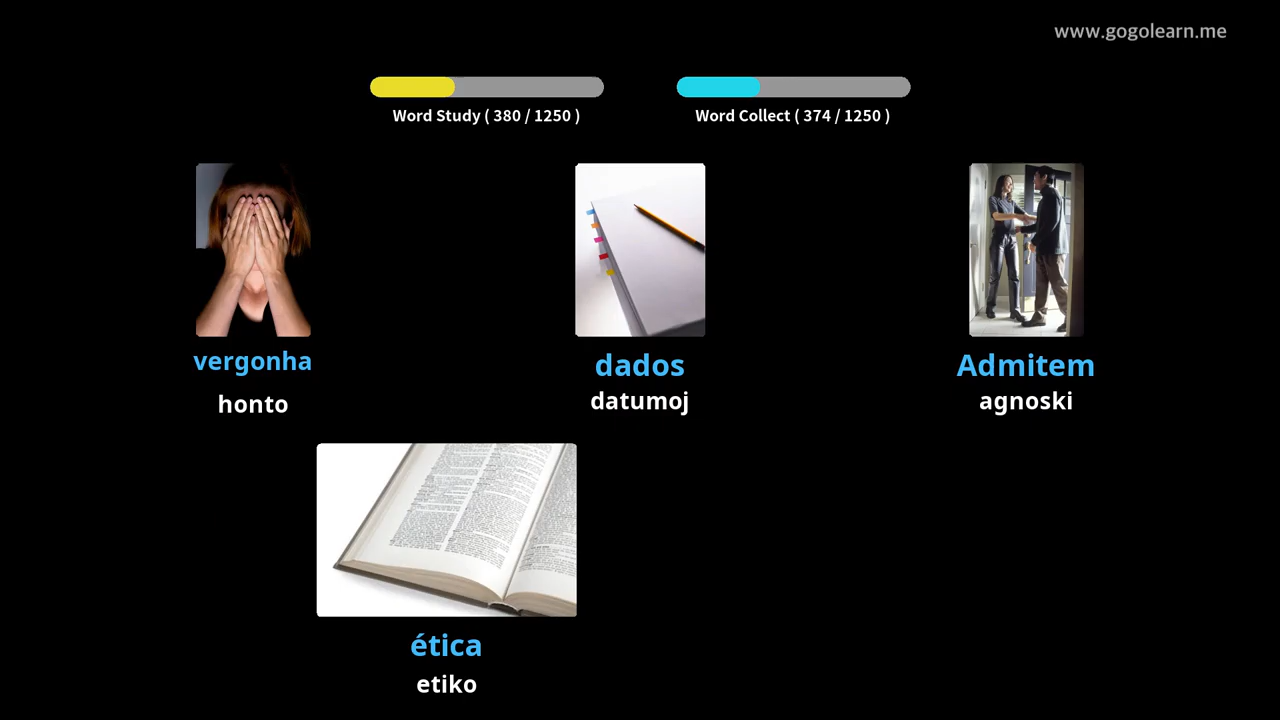 www.gogolearn.me
Word Study ( 380 / 1250 )
Word Collect ( 374 / 1250 )
vergonha
honto
dados
datumoj
Admitem
agnoski
ética
etiko